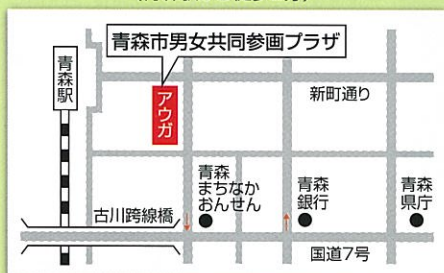 青森市男女共同参画プラザ
青森駅
アウガ
新町通り
青森
まちなか
おんせん
青森
銀行
青森
県庁
古川跨線橋
国道7号